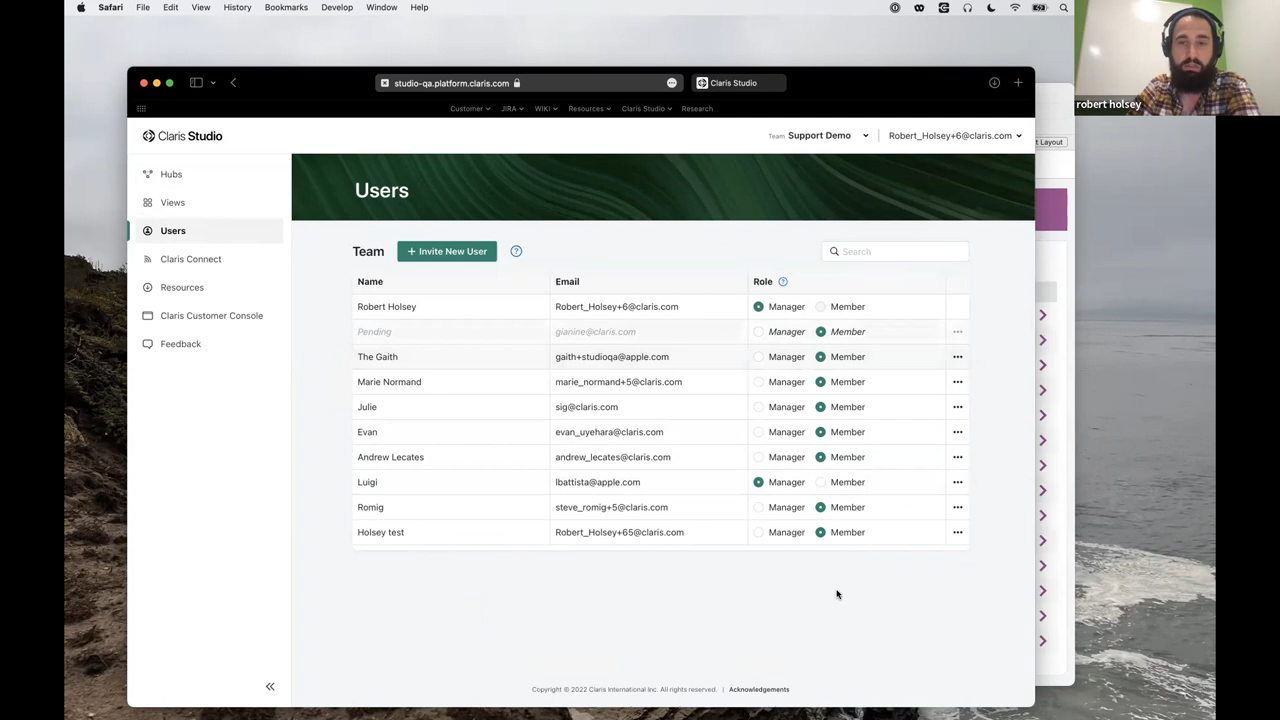 Safari File Edit View History Bookmarks Develop Window Help
robert holsey
studio-qa.platform.claris.com
Claris Studio
Customer JIRA WIKI Resources Claris Studio Research
t Layout
Claris Studio
Team Support Demo
Robert_Holsey+6@claris.com
Hubs
Views
Users
Claris Connect
Resources
Claris Customer Console
Feedback
Users
Team
+ Invite New User
?
Search
Name Email Role ?
Robert Holsey Robert_Holsey+6@claris.com Manager Member
Pending gianine@claris.com Manager Member
The Gaith gaith+studioqa@apple.com Manager Member
Marie Normand marie_normand+5@claris.com Manager Member
Julie sig@claris.com Manager Member
Evan evan_uyehara@claris.com Manager Member
Andrew Lecates andrew_lecates@claris.com Manager Member
Luigi lbattista@apple.com Manager Member
Romig steve_romig+5@claris.com Manager Member
Holsey test Robert_Holsey+65@claris.com Manager Member
Copyright © 2022 Claris International Inc. All rights reserved. | Acknowledgements